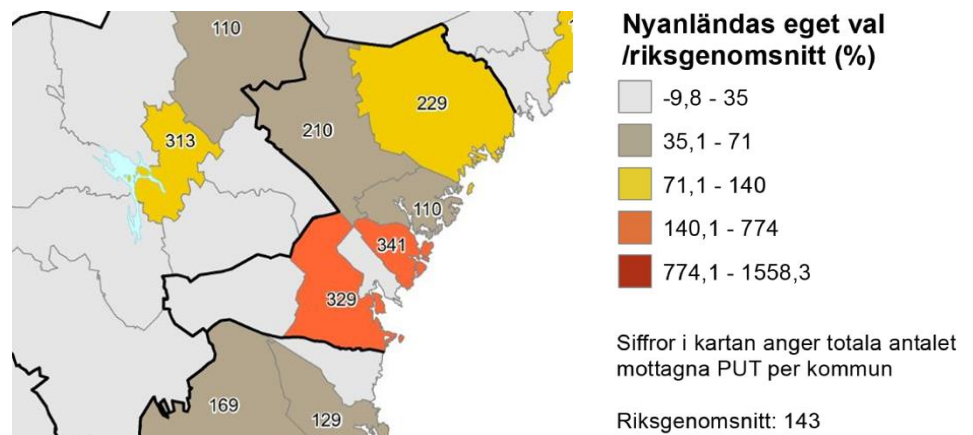 110
229
210
313
110
341
329
169
129
Nyanländas eget val
/riksgenomsnitt (%)
-9,8 - 35
35,1 - 71
71,1 - 140
140,1 - 774
774,1 - 1558,3
Siffror i kartan anger totala antalet
mottagna PUT per kommun
Riksgenomsnitt: 143